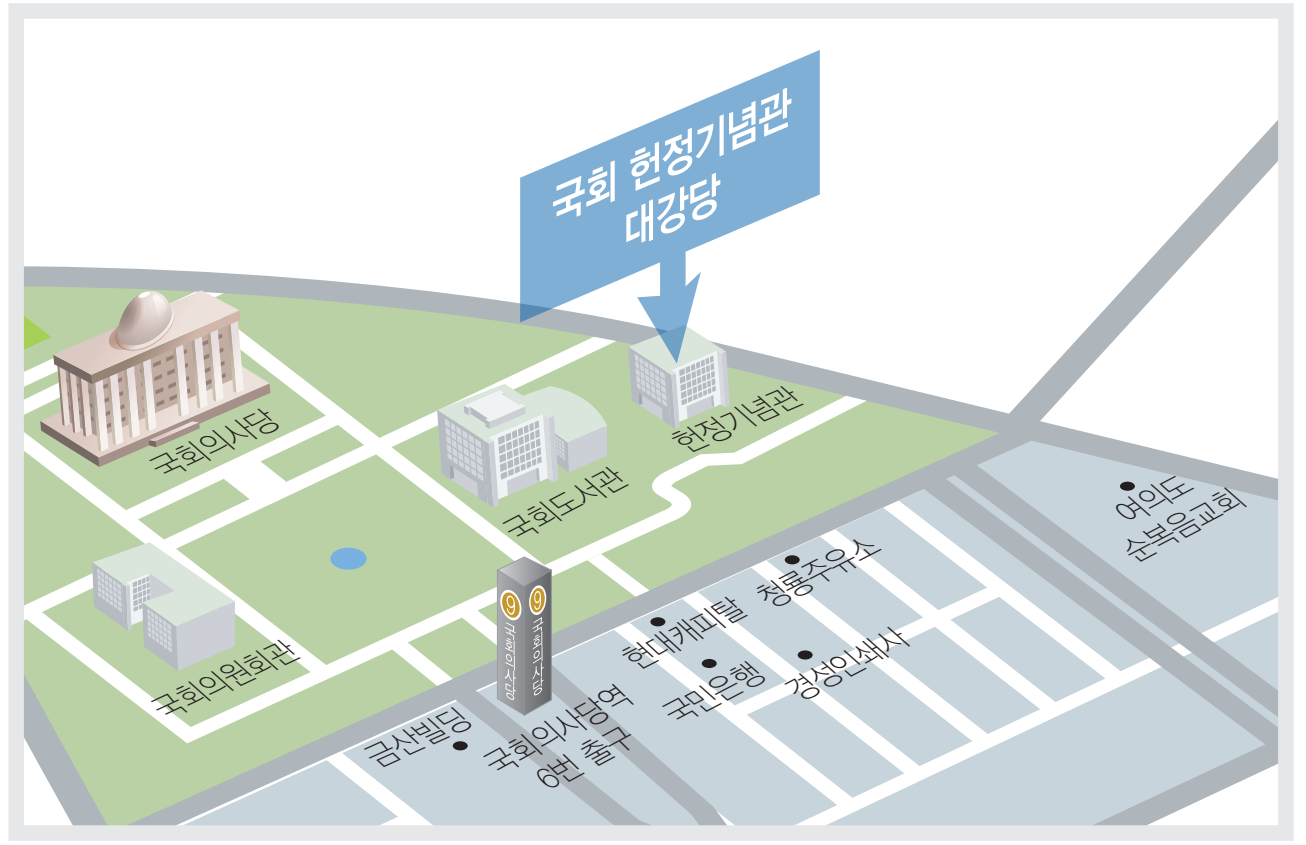 국회 헌정기념관
대강당
헌정기념관
국회의사당
국회도서관
여의도
순복음교회
청룡주유소
현대캐피탈
경성인쇄사
국민은행
9
국회의사당
9
국회의사당
국회의원회관
금산빌딩
국회의사당역
6번 출구